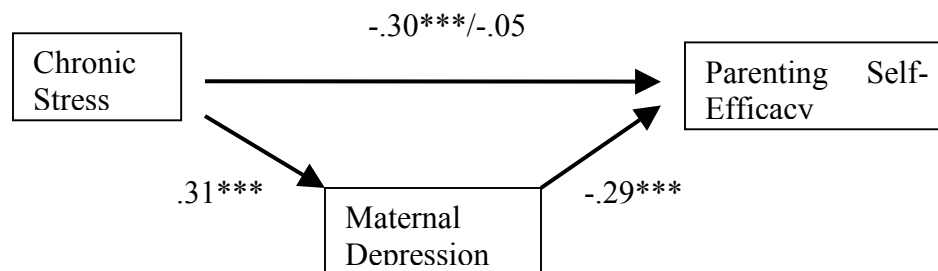 -.30***/-.05
Chronic
Stress
Parenting Self-
Efficacy
.31***
-.29***
Maternal
Depression